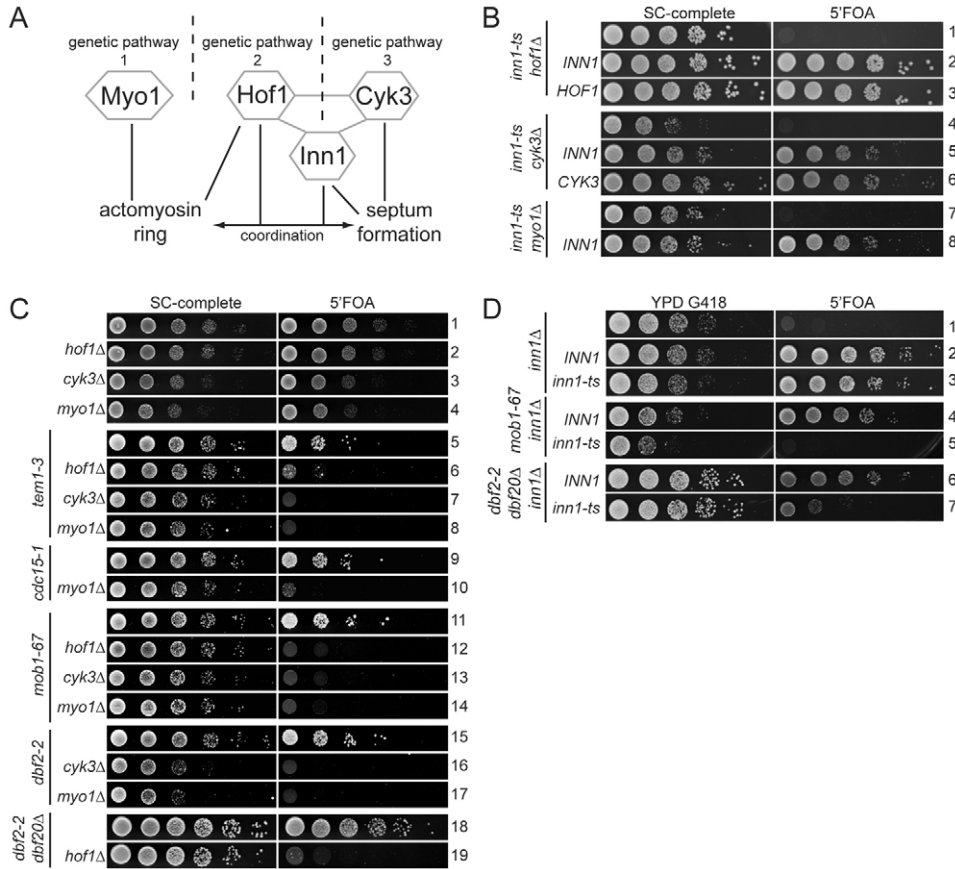 A
genetic pathway genetic pathway genetic pathway
1 2 3
Myo1 Hof1 Cyk3
Inn1
actomyosin
ring
coordination
septum
formation
B
SC-complete 5'FOA
inn1-ts
hof1Δ
1
INN1 2
HOF1 3
inn1-ts
cyk3Δ
4
INN1 5
CYK3 6
inn1-ts
myo1Δ
7
INN1 8
C
SC-complete 5'FOA
1
hof1Δ 2
cyk3Δ 3
myo1Δ 4
tem1-3
5
hof1Δ 6
cyk3Δ 7
myo1Δ 8
cdc15-1
9
myo1Δ 10
mob1-67
11
hof1Δ 12
cyk3Δ 13
myo1Δ 14
dbf2-2
15
cyk3Δ 16
myo1Δ 17
dbf2-2
dbf20Δ
18
hof1Δ 19
D
YPD G418 5'FOA
inn1Δ
1
INN1 2
inn1-ts 3
mob1-67
inn1Δ
INN1 4
inn1-ts 5
dbf2-2
dbf20Δ
inn1Δ
INN1 6
inn1-ts 7